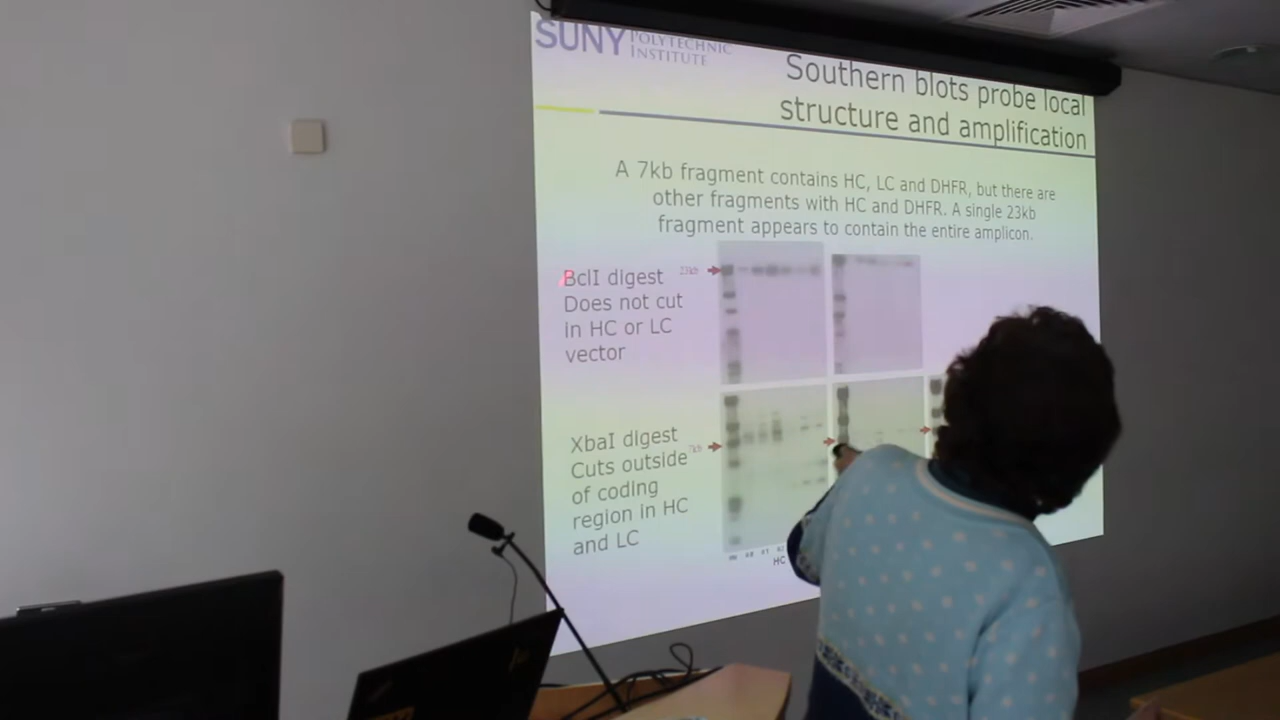 SUNY POLYTECHNIC
INSTITUTE
Southern blots probe local
structure and amplification
A 7kb fragment contains HC, LC and DHFR, but there are
other fragments with HC and DHFR. A single 23kb
fragment appears to contain the entire amplicon.
BclI digest
Does not cut
in HC or LC
vector
23kb
XbaI digest
Cuts outside
of coding
region in HC
and LC
7kb
HC